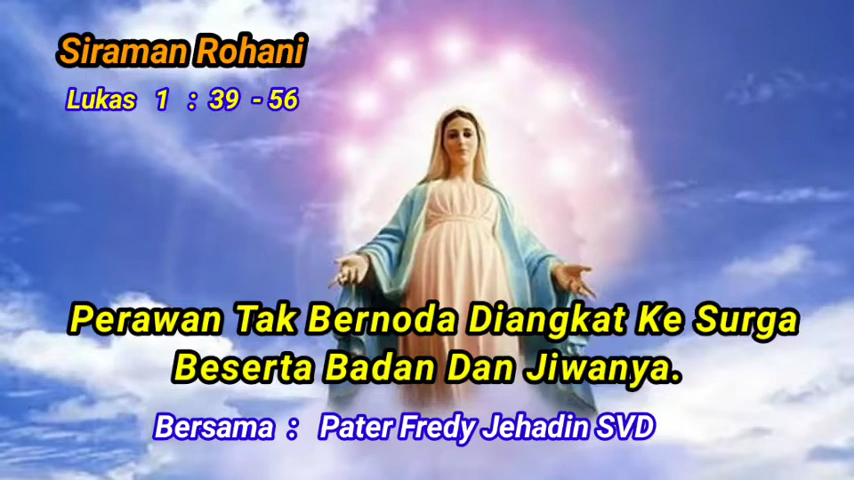 Siraman Rohani
Lukas 1 : 39 - 56
Perawan Tak Bernoda Diangkat Ke Surga
Beserta Badan Dan Jiwanya.
Bersama : Pater Fredy Jehadin SVD